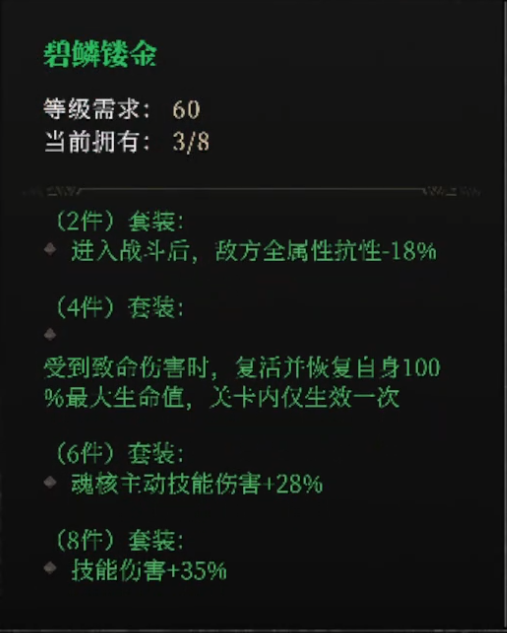 碧鳞镂金
等级需求： 60
当前拥有： 3/8
（2件）套装：
进入战斗后，敌方全属性抗性-18%
（4件）套装：
受到致命伤害时，复活并恢复自身100
%最大生命值，关卡内仅生效一次
（6件）套装：
魂核主动技能伤害+28%
（8件）套装：
技能伤害+35%